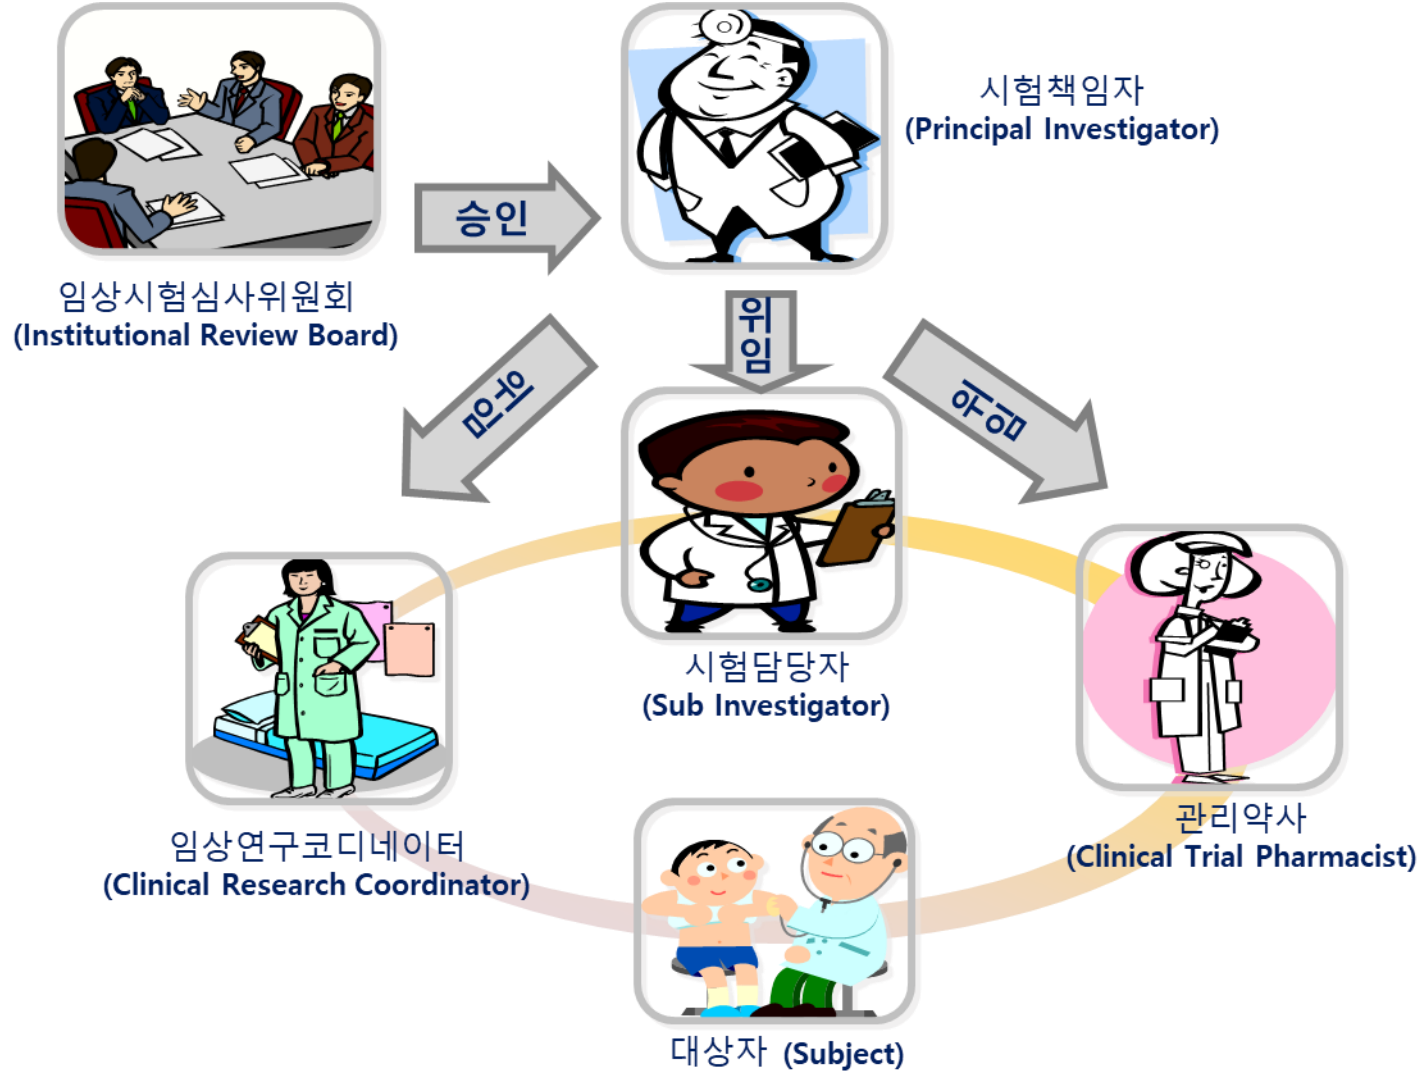 시험책임자
(Principal Investigator)
승인
임상시험심사위원회
(Institutional Review Board)
위임
위
임
위임
시험담당자
(Sub Investigator)
관리약사
(Clinical Trial Pharmacist)
임상연구코디네이터
(Clinical Research Coordinator)
대상자 (Subject)